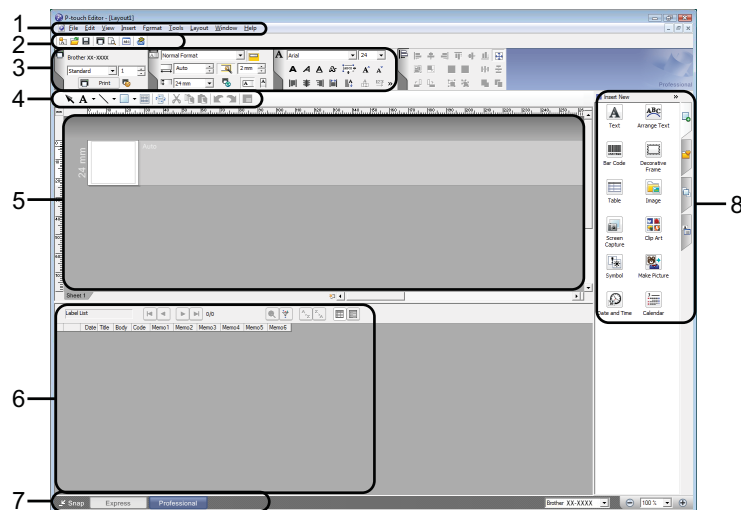 P-touch Editor - [Layout1]
1
File Edit View Insert Format Tools Layout Window Help
2
3
Brother XX-XXXX
Standard 1
Print
Normal Format
Auto 2 mm
24 mm
A Arial 24
Professional
4
24 mm
Auto
5
Sheet 1
Insert New
Text Arrange Text
Bar Code Decorative Frame
Table Image
Screen Capture Clip Art
Symbol Make Picture
Date and Time Calendar
8
6
Label List 0/0
Date Title Body Code Memo1 Memo2 Memo3 Memo4 Memo5 Memo6
7
Snap Express Professional Brother XX-XXXX 100 %